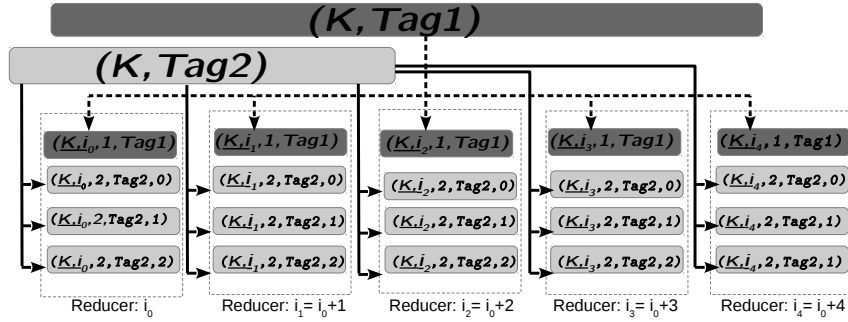 (K,Tag1)
(K,Tag2)
(K,i₀,1,Tag1) (K,i₁,1,Tag1) (K,i₂,1,Tag1) (K,i₃,1,Tag1) (K,i₄,1,Tag1)
(K,i₀,2,Tag2,0) (K,i₁,2,Tag2,0) (K,i₂,2,Tag2,0) (K,i₃,2,Tag2,0) (K,i₄,2,Tag2,0)
(K,i₀,2,Tag2,1) (K,i₁,2,Tag2,1) (K,i₂,2,Tag2,1) (K,i₃,2,Tag2,1) (K,i₄,2,Tag2,1)
(K,i₀,2,Tag2,2) (K,i₁,2,Tag2,2) (K,i₂,2,Tag2,2) (K,i₃,2,Tag2,2) (K,i₄,2,Tag2,1)
Reducer: i₀ Reducer: i₁= i₀+1 Reducer: i₂= i₀+2 Reducer: i₃= i₀+3 Reducer: i₄= i₀+4